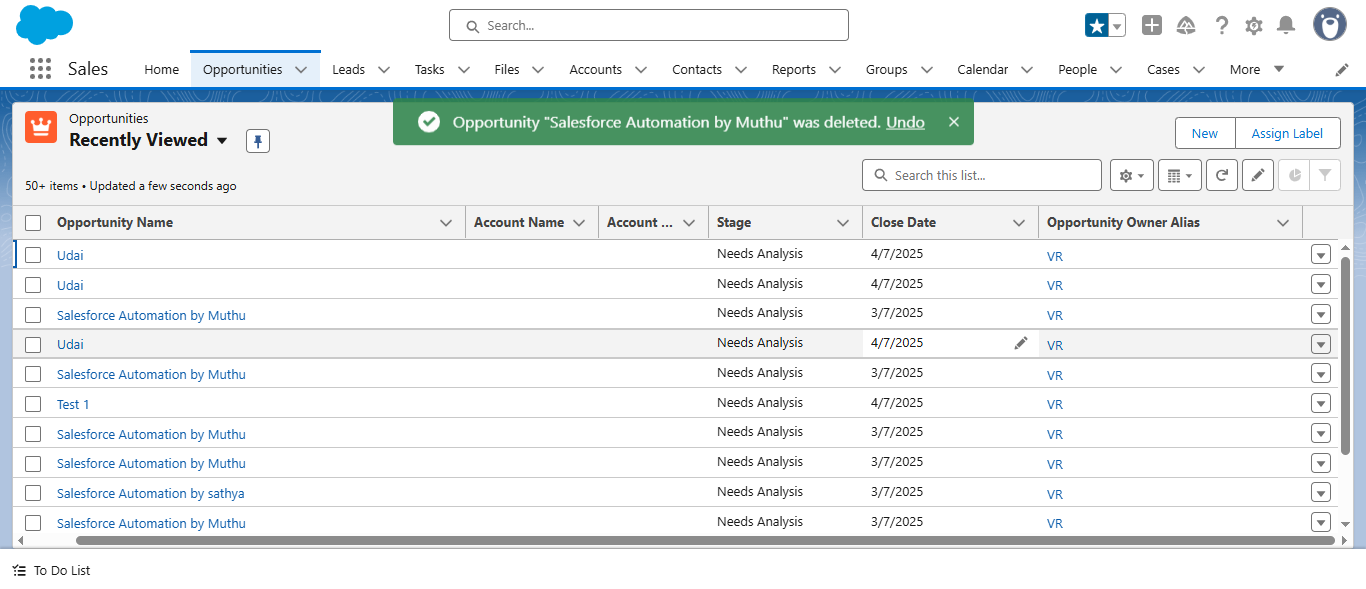 Search...
Sales Home Opportunities Leads Tasks Files Accounts Contacts Reports Groups Calendar People Cases More
Opportunities
Recently Viewed
Opportunity "Salesforce Automation by Muthu" was deleted. Undo
New Assign Label
50+ items • Updated a few seconds ago
Search this list...
Opportunity Name Account Name Account ... Stage Close Date Opportunity Owner Alias
Udai Needs Analysis 4/7/2025 VR
Udai Needs Analysis 4/7/2025 VR
Salesforce Automation by Muthu Needs Analysis 3/7/2025 VR
Udai Needs Analysis 4/7/2025 VR
Salesforce Automation by Muthu Needs Analysis 3/7/2025 VR
Test 1 Needs Analysis 4/7/2025 VR
Salesforce Automation by Muthu Needs Analysis 3/7/2025 VR
Salesforce Automation by Muthu Needs Analysis 3/7/2025 VR
Salesforce Automation by sathya Needs Analysis 3/7/2025 VR
Salesforce Automation by Muthu Needs Analysis 3/7/2025 VR
To Do List